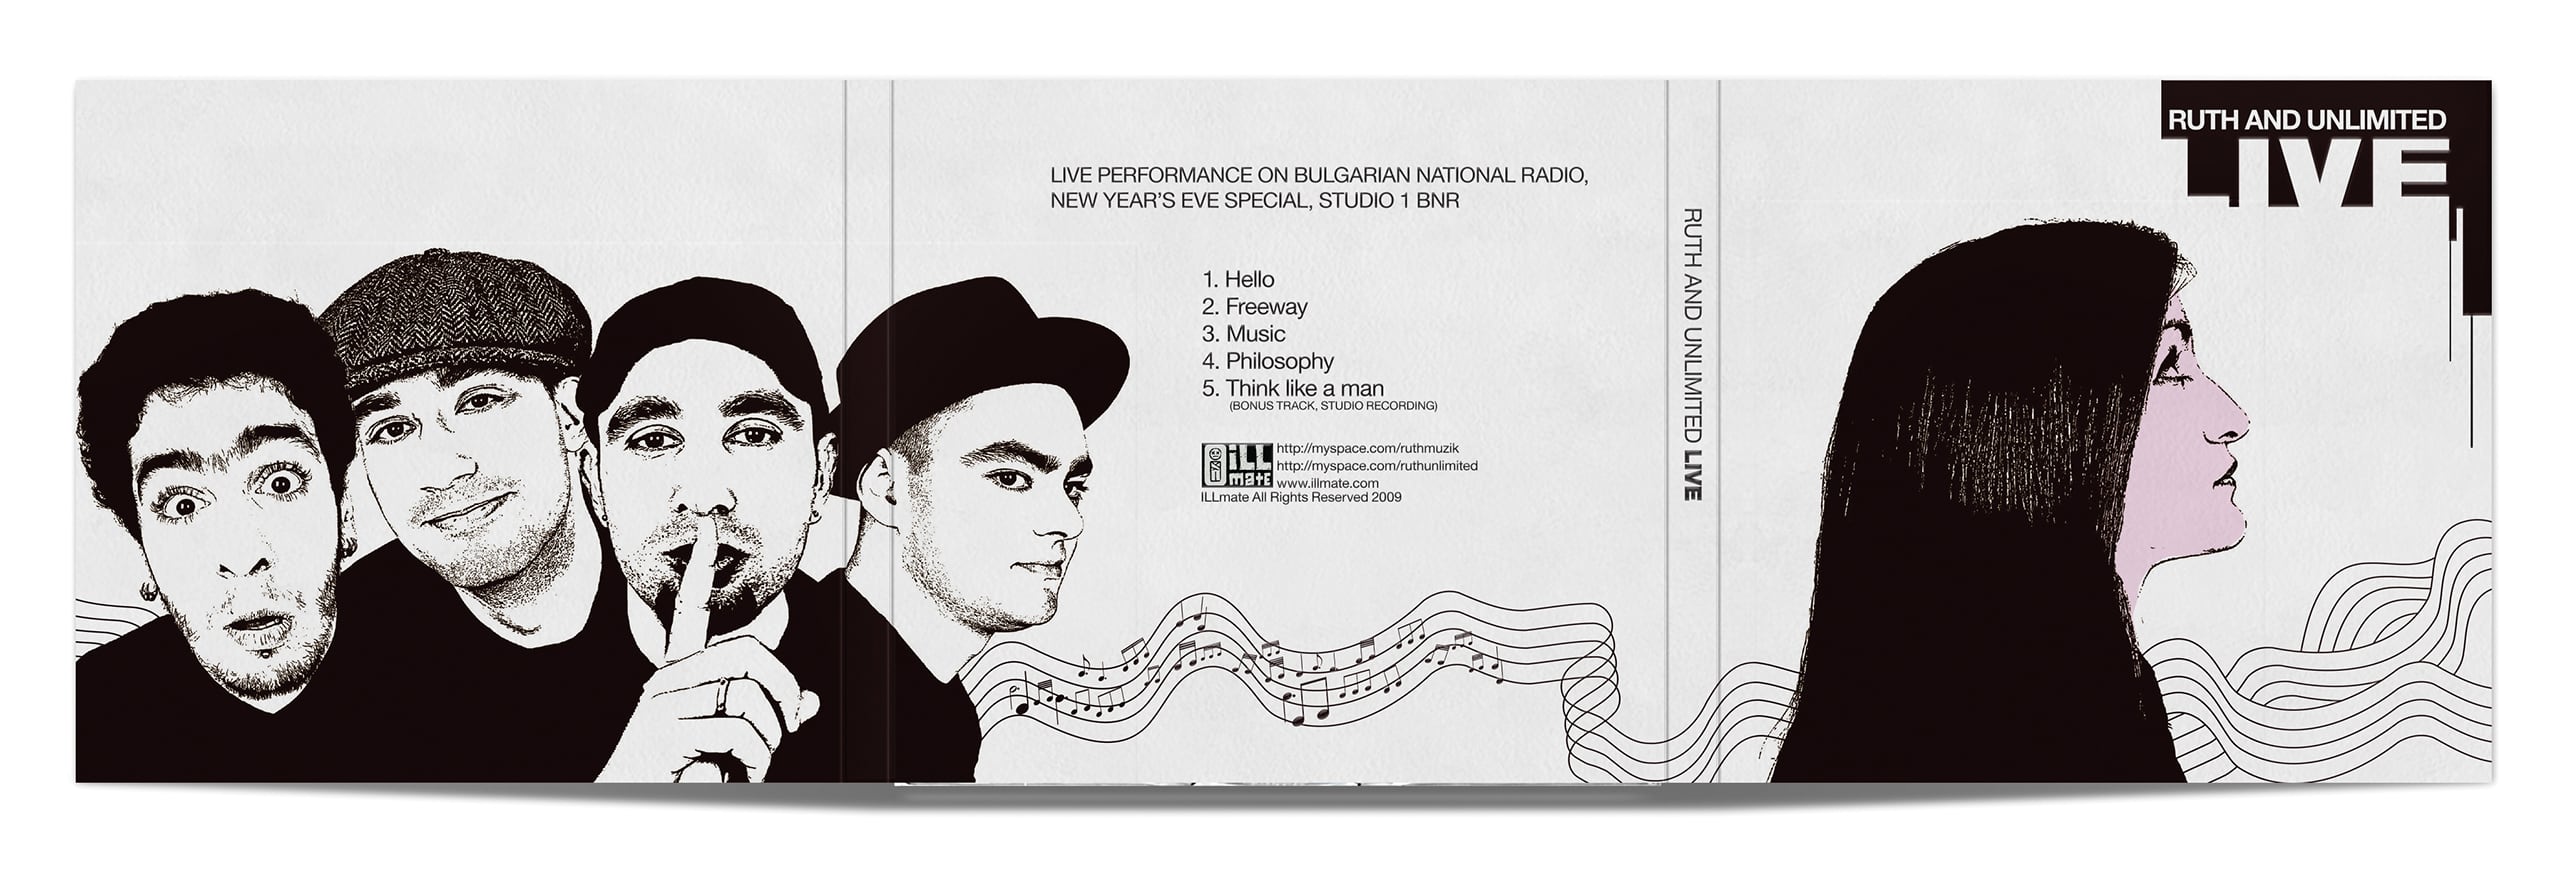 LIVE PERFORMANCE ON BULGARIAN NATIONAL RADIO,
NEW YEAR'S EVE SPECIAL, STUDIO 1 BNR
1. Hello
2. Freeway
3. Music
4. Philosophy
5. Think like a man
(BONUS TRACK, STUDIO RECORDING)
iLL
mate
http://myspace.com/ruthmuzik
http://myspace.com/ruthunlimited
www.illmate.com
ILLmate All Rights Reserved 2009
RUTH AND UNLIMITED LIVE
RUTH AND UNLIMITED
LIVE